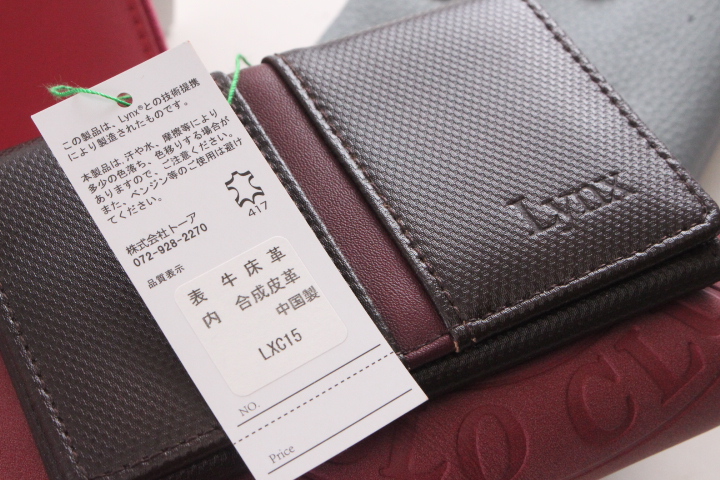 この製品は、Lynx®との技術提携
により製造されたものです。
本製品は、汗や水、摩擦等により
多少の色落ち、色移りする場合が
ありますので、ご注意ください。
また、ベンジン等のご使用は避け
てください。
417
株式会社トーア
072-928-2270
品質表示
表 牛床革
内 合成皮革
中国製
LXC15
NO.
Price
Lynx
LO CLU